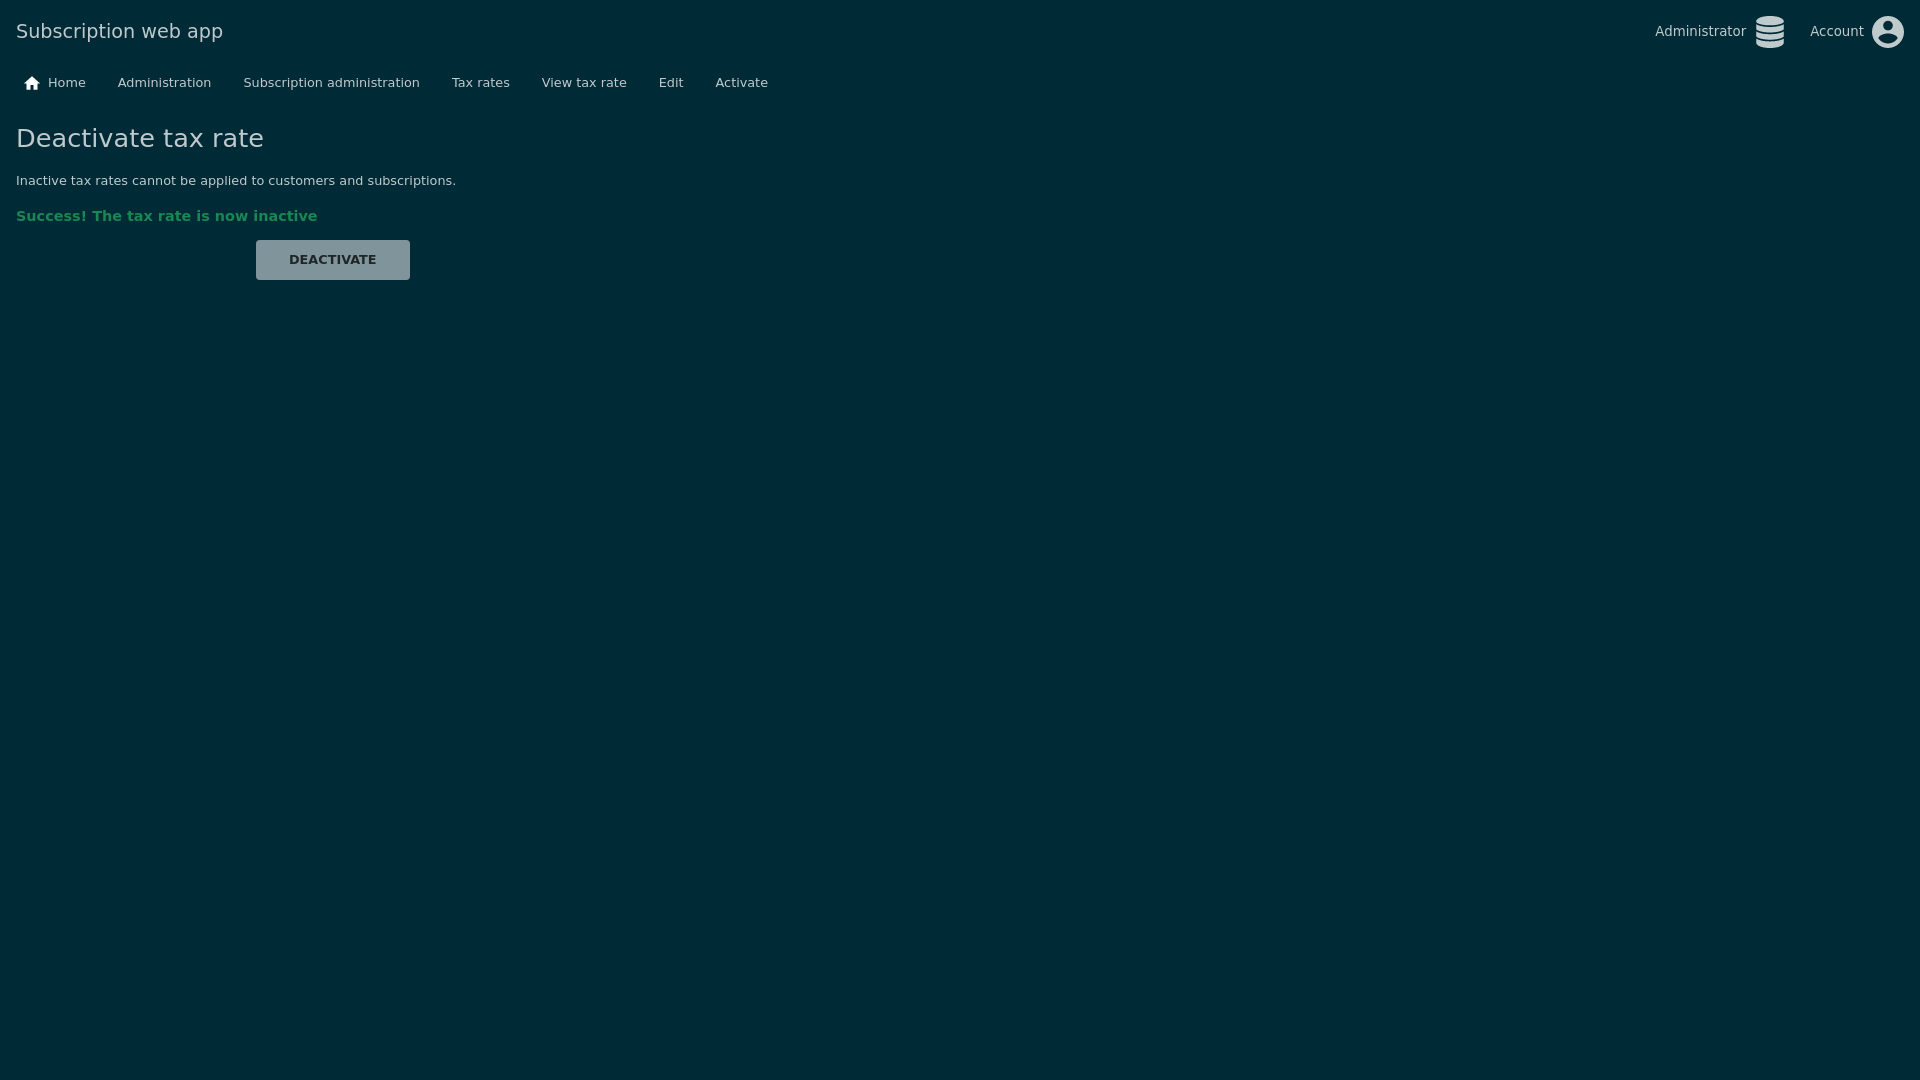 Subscription web app
Administrator
Account
Home
Administration
Subscription administration
Tax rates
View tax rate
Edit
Activate
Deactivate tax rate
Inactive tax rates cannot be applied to customers and subscriptions.
Success! The tax rate is now inactive
DEACTIVATE